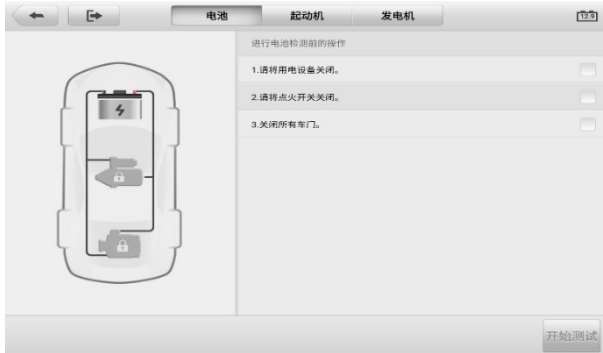 电池 起动机 发电机 12.9
进行电池检测前的操作
1.请将用电设备关闭。
2.请将点火开关关闭。
3.关闭所有车门。
开始测试